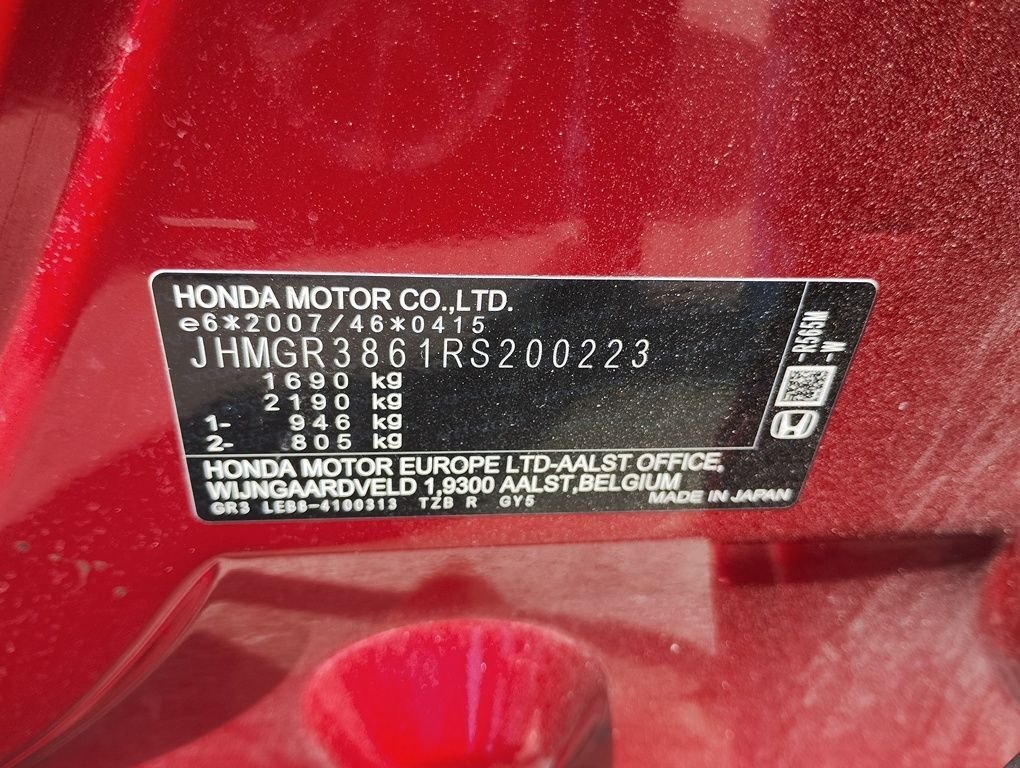 HONDA MOTOR CO.,LTD.
e6*2007/46*0415
JHMGR3861RS200223
1690 kg
2190 kg
1- 946 kg
2- 805 kg
-R565M
-W
HONDA MOTOR EUROPE LTD-AALST OFFICE,
WIJNGAARDVELD 1,9300 AALST,BELGIUM
MADE IN JAPAN
GR3 LEB8-4100313 TZB R GY5